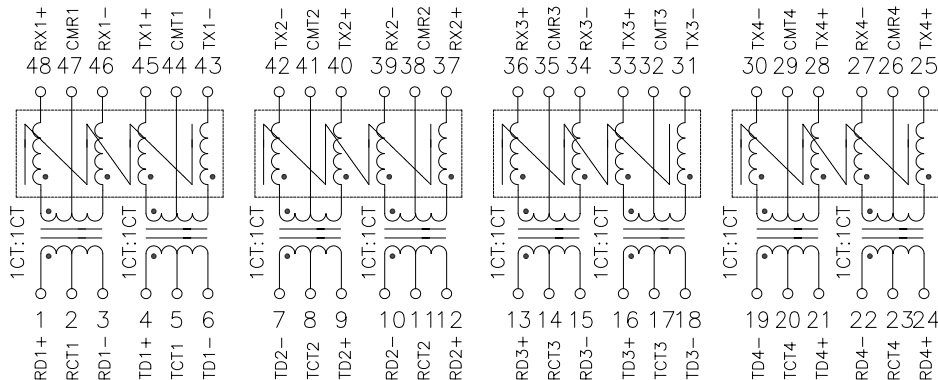 RX1+ CMR1 RX1- TX1+ CMT1 TX1- TX2- CMT2 TX2+ RX2- CMR2 RX2+ RX3+ CMR3 RX3- TX3+ CMT3 TX3- TX4- CMT4 TX4+ RX4- CMR4 RX4+
48 47 46 45 44 43 42 41 40 39 38 37 36 35 34 33 32 31 30 29 28 27 26 25
1CT:1CT 1CT:1CT 1CT:1CT 1CT:1CT 1CT:1CT 1CT:1CT 1CT:1CT 1CT:1CT
1 2 3 4 5 6 7 8 9 10 11 12 13 14 15 16 17 18 19 20 21 22 23 24
RD1+ RCT1 RD1- TD1+ TCT1 TD1- TD2- TCT2 TD2+ RD2- RCT2 RD2+ RD3+ RCT3 RD3- TD3+ TCT3 TD3- TD4- TCT4 TD4+ RD4- RCT4 RD4+